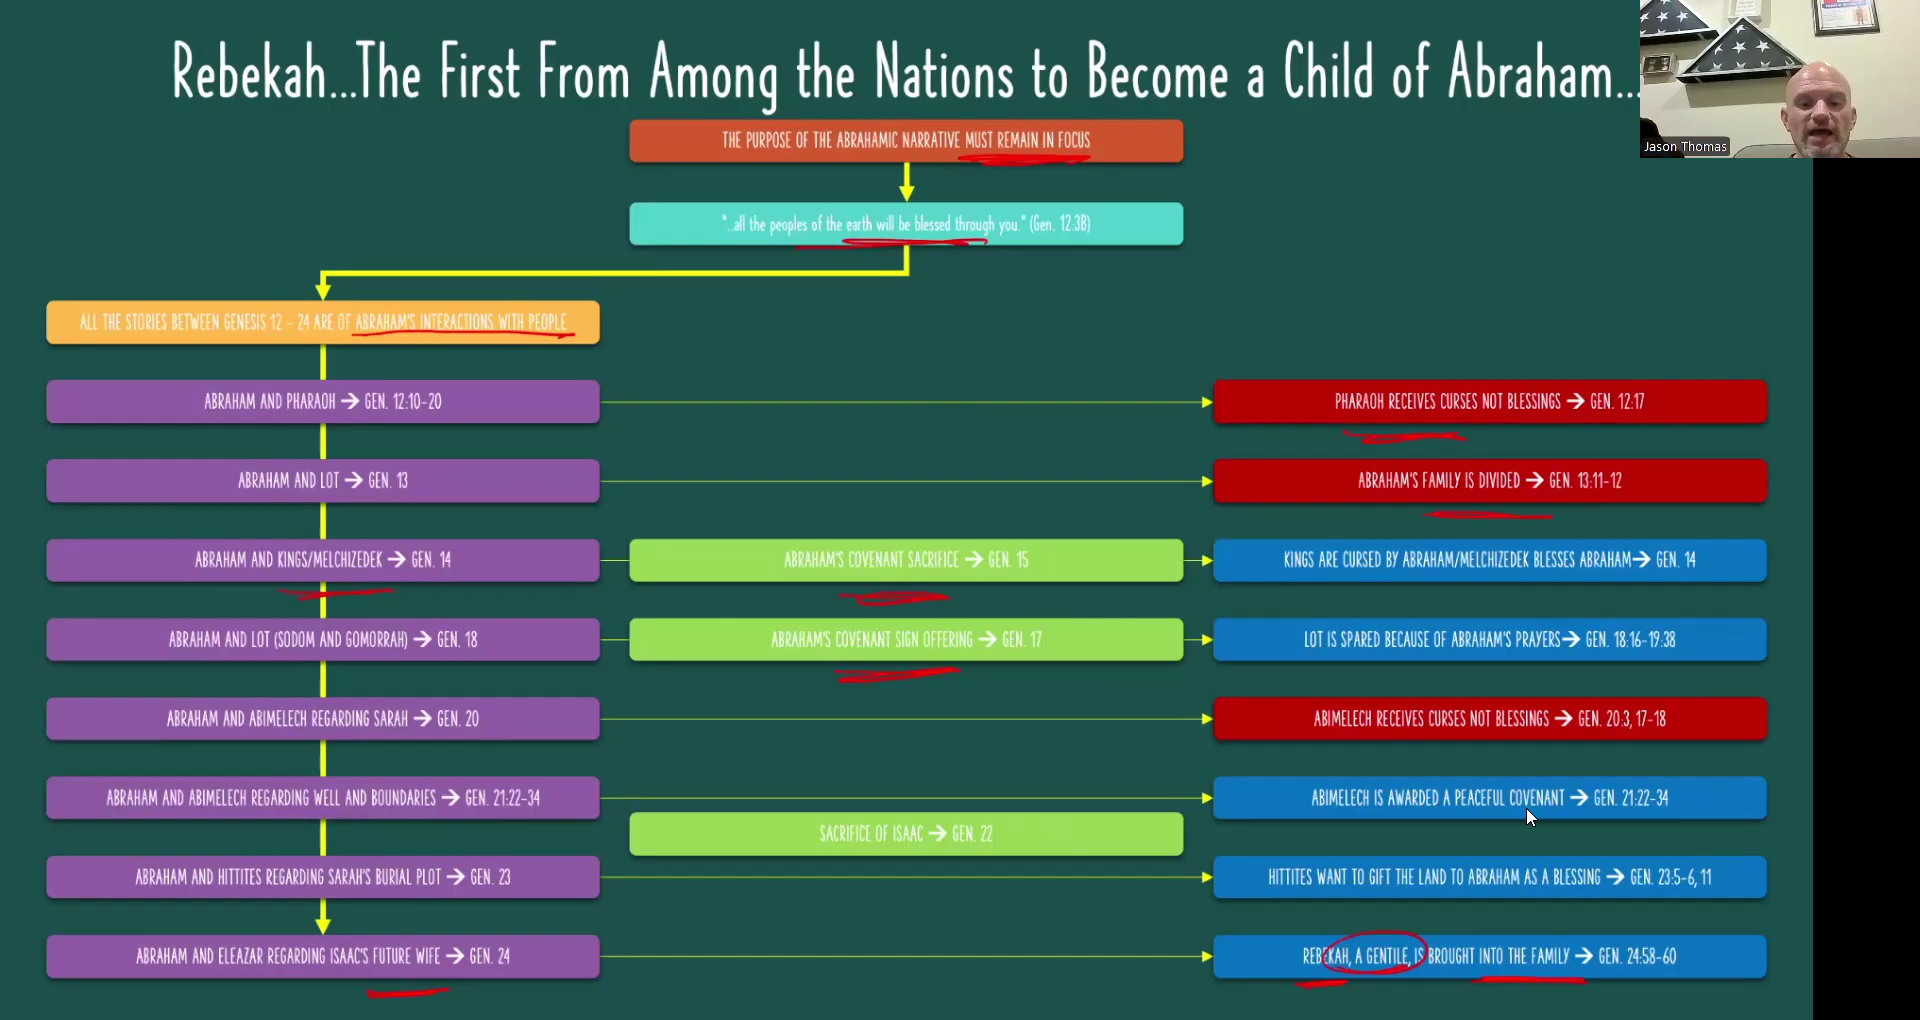 Rebekah...The First From Among the Nations to Become a Child of Abraham...
Jason Thomas
THE PURPOSE OF THE ABRAHAMIC NARRATIVE MUST REMAIN IN FOCUS
"...all the peoples of the earth will be blessed through you." (Gen. 12:3B)
ALL THE STORIES BETWEEN GENESIS 12 - 24 ARE OF ABRAHAM'S INTERACTIONS WITH PEOPLE
ABRAHAM AND PHARAOH → GEN. 12:10-20
PHARAOH RECEIVES CURSES NOT BLESSINGS → GEN. 12:17
ABRAHAM AND LOT → GEN. 13
ABRAHAM'S FAMILY IS DIVIDED → GEN. 13:11-12
ABRAHAM AND KINGS/MELCHIZEDEK → GEN. 14
ABRAHAM'S COVENANT SACRIFICE → GEN. 15
KINGS ARE CURSED BY ABRAHAM/MELCHIZEDEK BLESSES ABRAHAM→ GEN. 14
ABRAHAM AND LOT (SODOM AND GOMORRAH) → GEN. 18
ABRAHAM'S COVENANT SIGN OFFERING → GEN. 17
LOT IS SPARED BECAUSE OF ABRAHAM'S PRAYERS→ GEN. 18:16-19:38
ABRAHAM AND ABIMELECH REGARDING SARAH → GEN. 20
ABIMELECH RECEIVES CURSES NOT BLESSINGS → GEN. 20:3, 17-18
ABRAHAM AND ABIMELECH REGARDING WELL AND BOUNDARIES → GEN. 21:22-34
ABIMELECH IS AWARDED A PEACEFUL COVENANT → GEN. 21:22-34
SACRIFICE OF ISAAC → GEN. 22
ABRAHAM AND HITTITES REGARDING SARAH'S BURIAL PLOT → GEN. 23
HITTITES WANT TO GIFT THE LAND TO ABRAHAM AS A BLESSING → GEN. 23:5-6, 11
ABRAHAM AND ELEAZAR REGARDING ISAAC'S FUTURE WIFE → GEN. 24
REBEKAH, A GENTILE, IS BROUGHT INTO THE FAMILY → GEN. 24:58-60